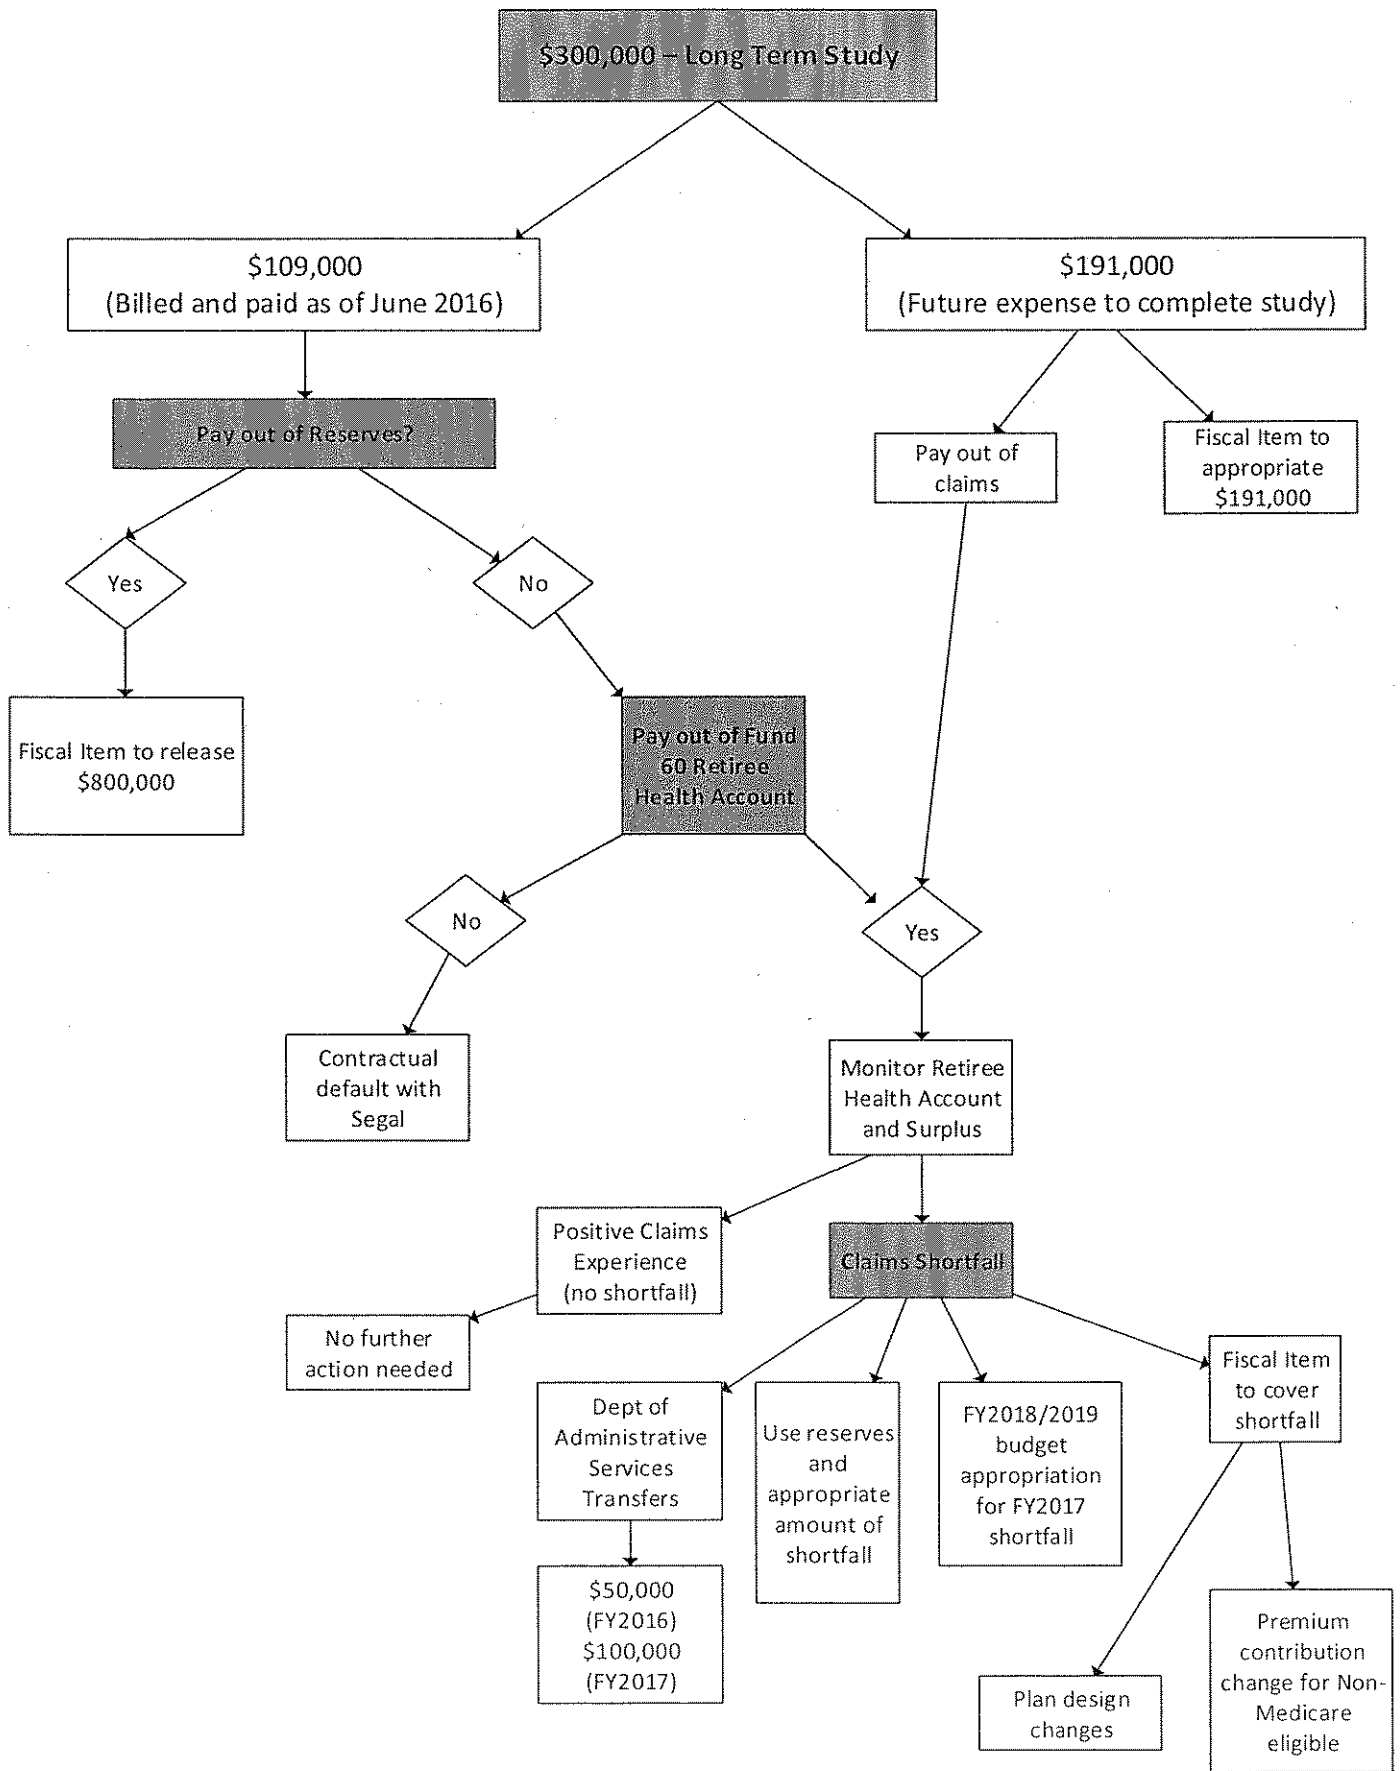 $300,000 – Long Term Study
$109,000
(Billed and paid as of June 2016)
$191,000
(Future expense to complete study)
Pay out of Reserves?
Pay out of
claims
Fiscal Item to
appropriate
$191,000
Yes
No
Fiscal Item to release
$800,000
Pay out of Fund
60 Retiree
Health Account
No
Yes
Contractual
default with
Segal
Monitor Retiree
Health Account
and Surplus
Positive Claims
Experience
(no shortfall)
Claims Shortfall
No further
action needed
Dept of
Administrative
Services
Transfers
Use reserves
and
appropriate
amount of
shortfall
FY2018/2019
budget
appropriation
for FY2017
shortfall
Fiscal Item
to cover
shortfall
$50,000
(FY2016)
$100,000
(FY2017)
Plan design
changes
Premium
contribution
change for Non-
Medicare
eligible